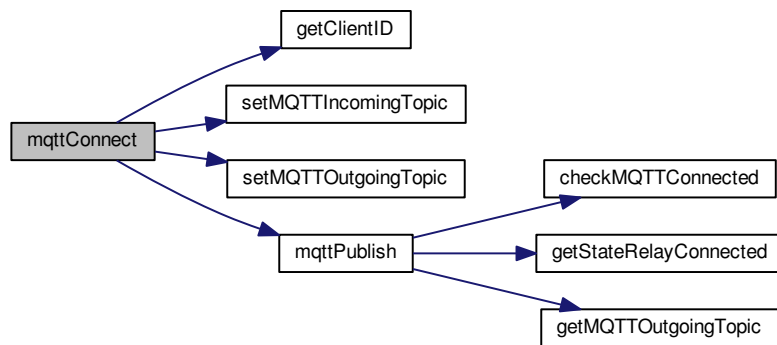 getClientID
setMQTTIncomingTopic
mqttConnect
setMQTTOutgoingTopic
checkMQTTConnected
mqttPublish
getStateRelayConnected
getMQTTOutgoingTopic